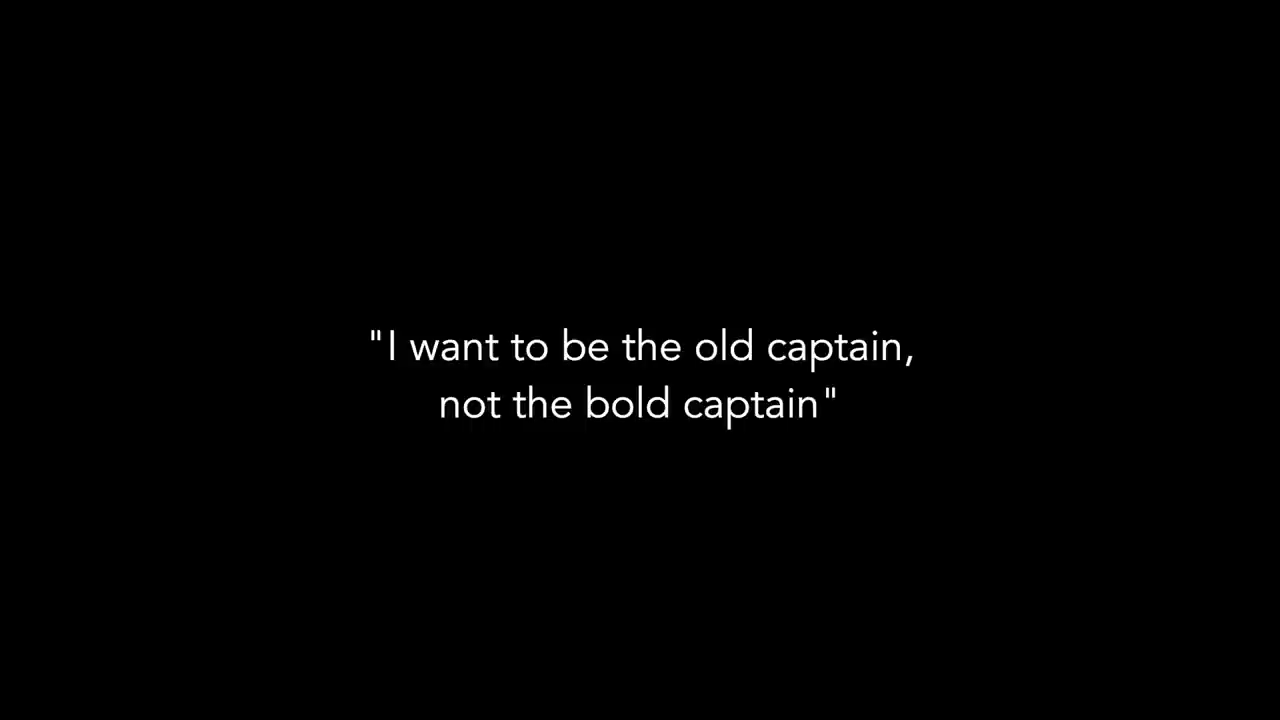 "I want to be the old captain,
not the bold captain"